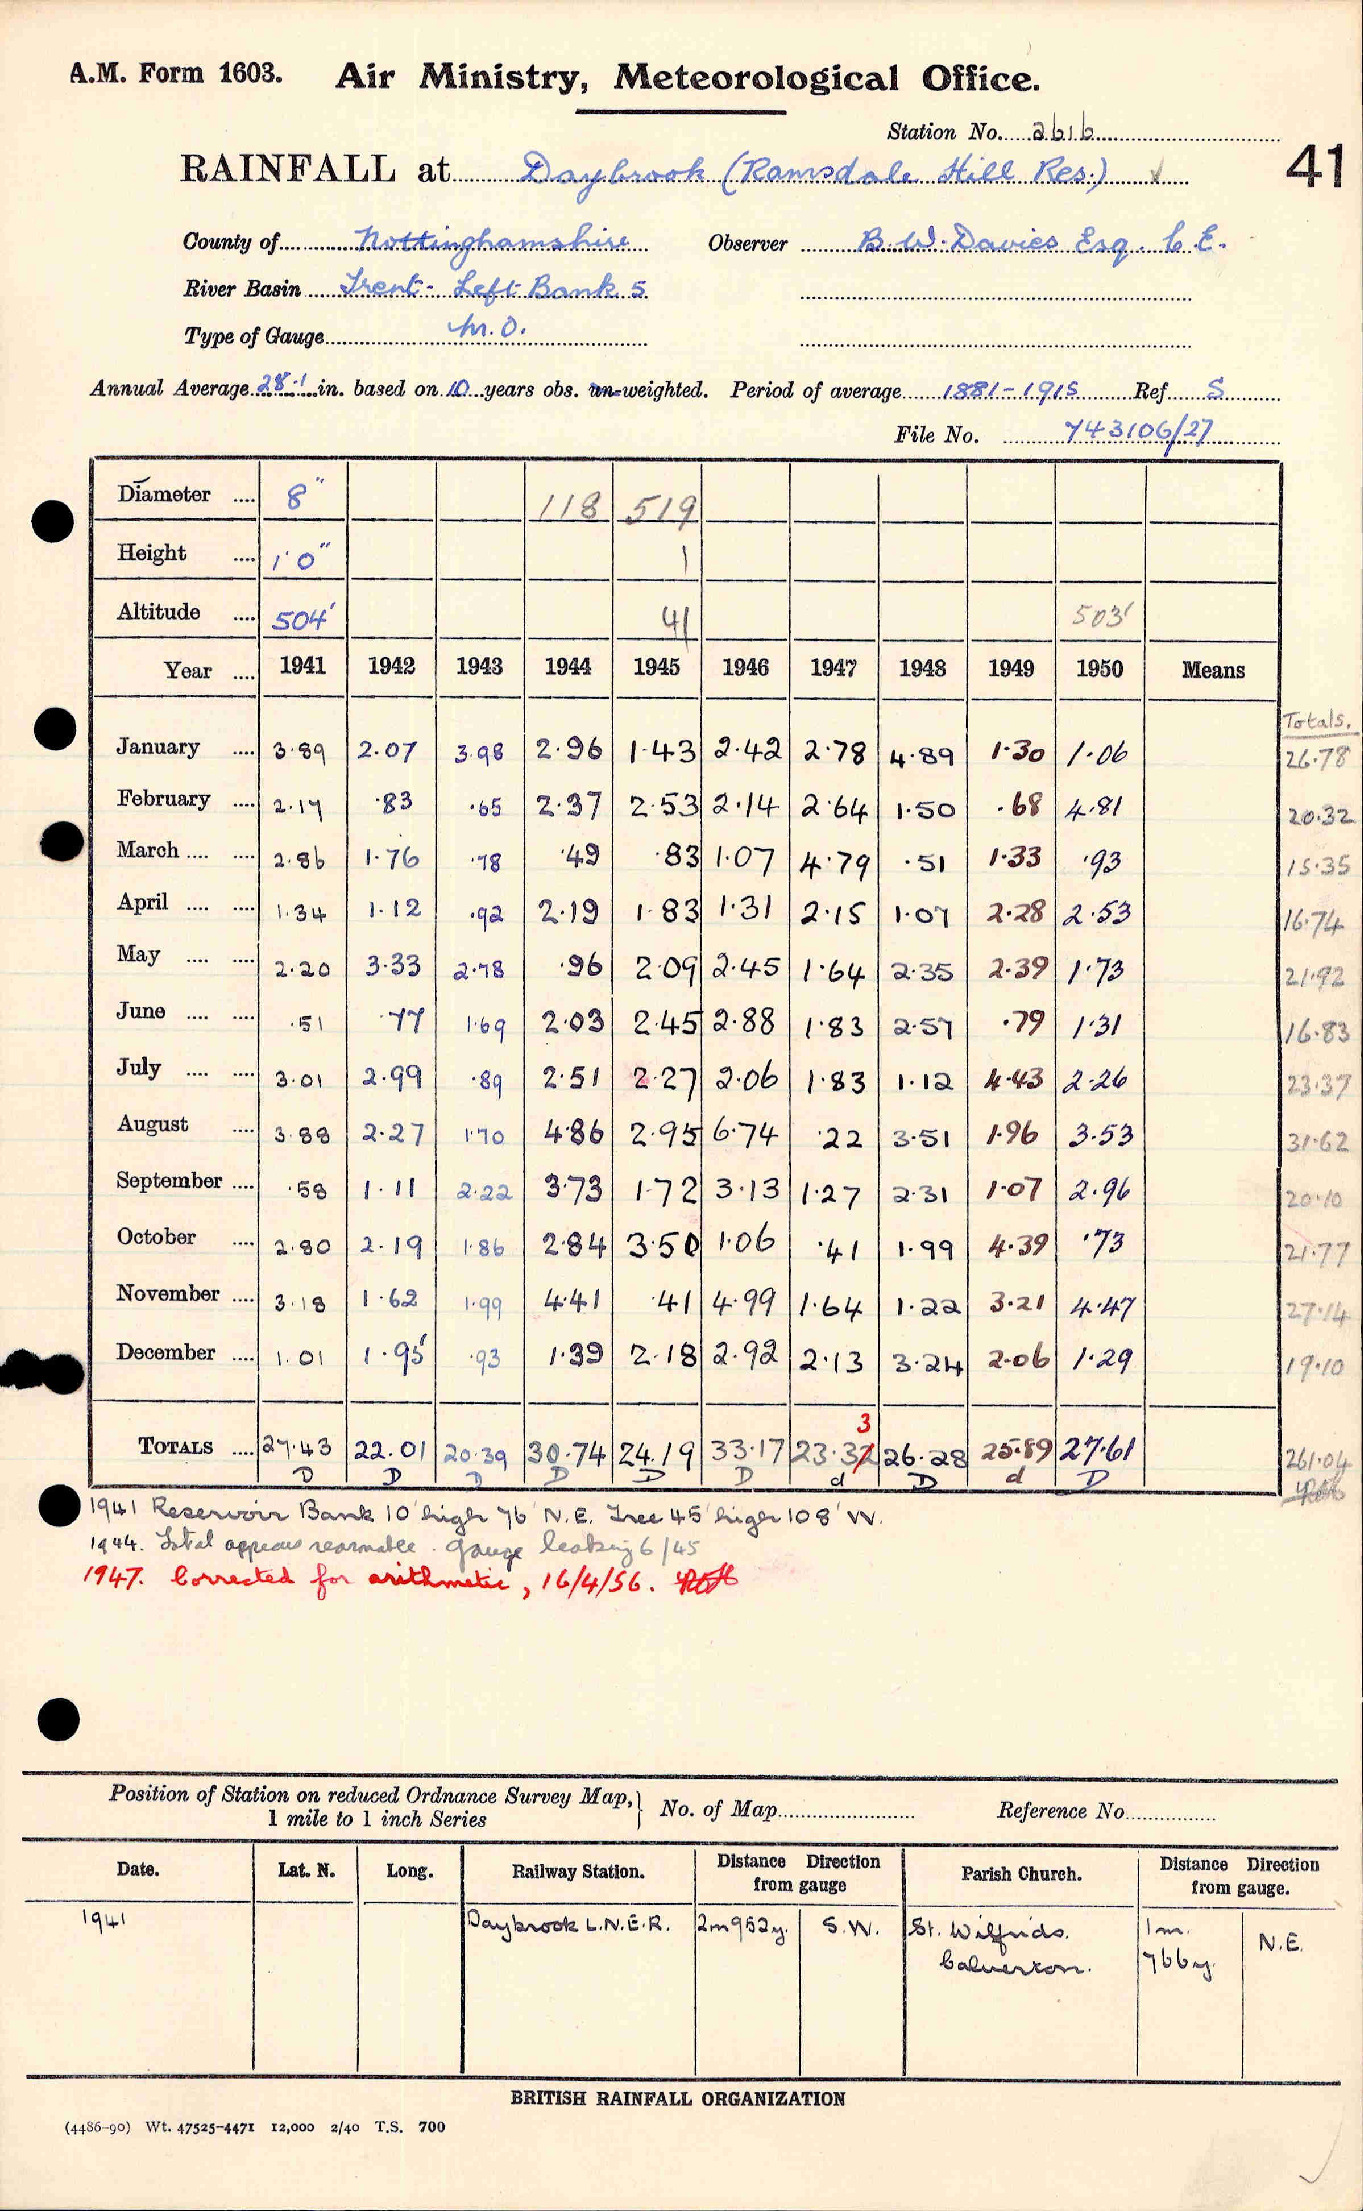 A.M. Form 1603. Air Ministry, Meteorological Office.
Station No. 2616
41
RAINFALL at Daybrook (Ramsdale Hill Res.) ✓
County of Nottinghamshire Observer B. W. Davies Esq. C.E.
River Basin Trent - Left Bank 5
Type of Gauge M.O.
Annual Average 28.1 in. based on 10 years obs. un-weighted. Period of average 1881-1915 Ref S
File No. 743106/27
Diameter .... 8" 118 519
Height .... 1'0" 1
Altitude .... 504' 41 503'
Year .... 1941 1942 1943 1944 1945 1946 1947 1948 1949 1950 Means
Totals.
January .... 3.89 2.07 3.98 2.96 1.43 2.42 2.78 4.89 1.30 1.06 26.78
February .... 2.17 .83 .65 2.37 2.53 2.14 2.64 1.50 .68 4.81 20.32
March .... .... 2.86 1.76 .78 .49 .83 1.07 4.79 .51 1.33 .93 15.35
April .... .... 1.34 1.12 .92 2.19 1.83 1.31 2.15 1.07 2.28 2.53 16.74
May .... .... 2.20 3.33 2.78 .96 2.09 2.45 1.64 2.35 2.39 1.73 21.92
June .... .... .51 .77 1.69 2.03 2.45 2.88 1.83 2.57 .79 1.31 16.83
July .... .... 3.01 2.99 .89 2.51 2.27 2.06 1.83 1.12 4.43 2.26 23.37
August .... 3.88 2.27 1.70 4.86 2.95 6.74 .22 3.51 1.96 3.53 31.62
September .... .58 1.11 2.22 3.73 1.72 3.13 1.27 2.31 1.07 2.96 20.10
October .... 2.80 2.19 1.86 2.84 3.50 1.06 .41 1.99 4.39 .73 21.77
November .... 3.18 1.62 1.99 4.41 .41 4.99 1.64 1.22 3.21 4.47 27.14
December .... 1.01 1.95 .93 1.39 2.18 2.92 2.13 3.24 2.06 1.29 19.10
3
TOTALS .... 27.43 22.01 20.39 30.74 24.19 33.17 23.32 26.28 25.89 27.61 261.04
D D D D D D d D d D
1941 Reservoir Bank 10' high 76' N.E. Tree 45' high 108' W.
1944. Total appears reasonable. gauge leaking 6/45
1947. Corrected for arithmetic, 16/4/56.
Position of Station on reduced Ordnance Survey Map, 1 mile to 1 inch Series } No. of Map Reference No.
Date. Lat. N. Long. Railway Station. Distance Direction from gauge Parish Church. Distance Direction from gauge.
1941 Daybrook L.N.E.R. 2m952y. S.W. St. Wilfrids. 1m. N.E.
Calverton. 766y.
BRITISH RAINFALL ORGANIZATION
(4486-90) Wt. 47525-4471 12,000 2/40 T.S. 700